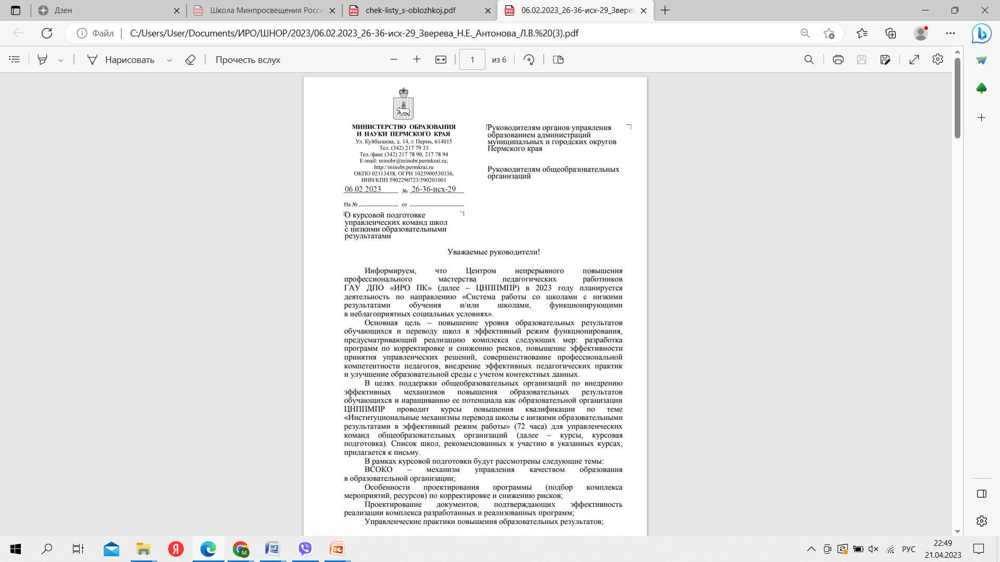 Дзен
Школа Минпросвещения Росси
chek-listy_s-oblozhkoj.pdf
06.02.2023_26-36-исх-29_Звере
Файл
C:/Users/User/Documents/ИРО/ШНОР/2023/06.02.2023_26-36-исх-29_Зверева_Н.Е._Антонова_Л.В.%20(3).pdf
Нарисовать
Прочесть вслух
1
из 6
МИНИСТЕРСТВО ОБРАЗОВАНИЯ
И НАУКИ ПЕРМСКОГО КРАЯ
Ул. Куйбышева, д. 14, г. Пермь, 614015
Тел. (342) 217 79 33
Тел./факс (342) 217 78 90, 217 78 94
E-mail: minobr@minobr.permkrai.ru;
http://minobr.permkrai.ru
ОКПО 02113458, ОГРН 1025900530336,
ИНН/КПП 5902290723/590201001
06.02.2023 № 26-36-исх-29
На № от
О курсовой подготовке
управленческих команд школ
с низкими образовательными
результатами
Руководителям органов управления
образованием администраций
муниципальных и городских округов
Пермского края
Руководителям общеобразовательных
организаций
Уважаемые руководители!
Информируем, что Центром непрерывного повышения
профессионального мастерства педагогических работников
ГАУ ДПО «ИРО ПК» (далее – ЦНППМПР) в 2023 году планируется
деятельность по направлению «Система работы со школами с низкими
результатами обучения и/или школами, функционирующими
в неблагоприятных социальных условиях».
Основная цель – повышение уровня образовательных результатов
обучающихся и переводу школ в эффективный режим функционирования,
предусматривающий реализацию комплекса следующих мер: разработка
программ по корректировке и снижению рисков, повышение эффективности
принятия управленческих решений, совершенствование профессиональной
компетентности педагогов, внедрение эффективных педагогических практик
и улучшение образовательной среды с учетом контекстных данных.
В целях поддержки общеобразовательных организаций по внедрению
эффективных механизмов повышения образовательных результатов
обучающихся и наращиванию ее потенциала как образовательной организации
ЦНППМПР проводит курсы повышения квалификации по теме
«Институциональные механизмы перевода школы с низкими образовательными
результатами в эффективный режим работы» (72 часа) для управленческих
команд общеобразовательных организаций (далее – курсы, курсовая
подготовка). Список школ, рекомендованных к участию в указанных курсах,
прилагается к письму.
В рамках курсовой подготовки будут рассмотрены следующие темы:
ВСОКО – механизм управления качеством образования
в образовательной организации;
Особенности проектирования программы (подбор комплекса
мероприятий, ресурсов) по корректировке и снижению рисков;
Проектирование документов, подтверждающих эффективность
реализации комплекса разработанных и реализованных программ;
Управленческие практики повышения образовательных результатов;
РУС
22:49
21.04.2023